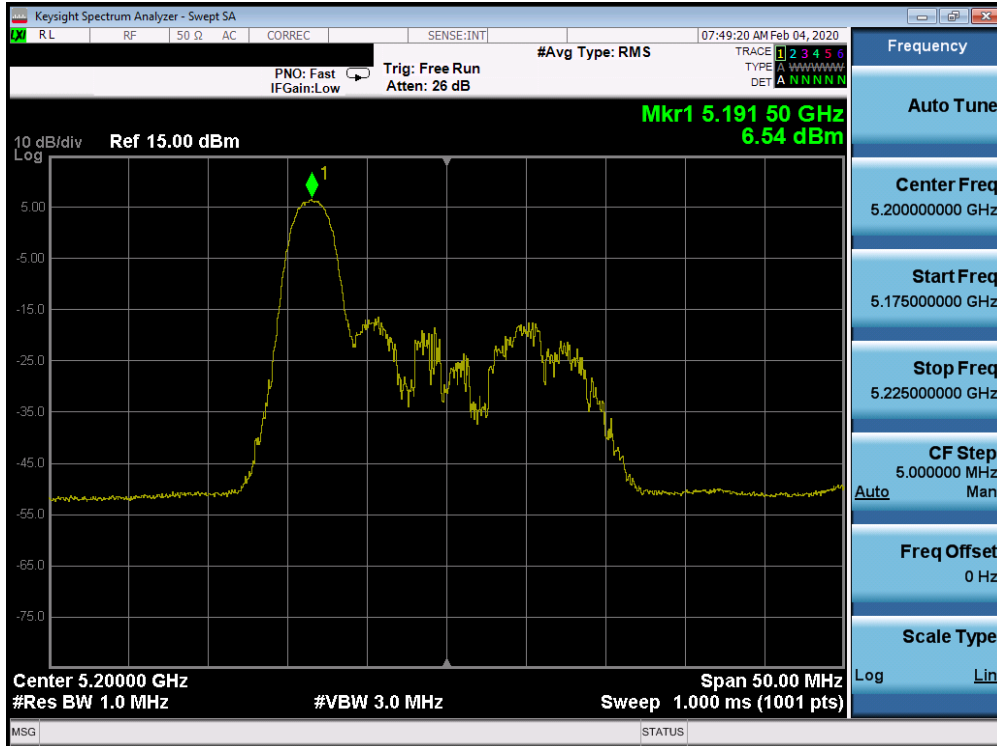 Keysight Spectrum Analyzer - Swept SA
LXI RL RF 50 Ω AC CORREC SENSE:INT 07:49:20 AM Feb 04, 2020
#Avg Type: RMS
TRACE 1 2 3 4 5 6
TYPE A WWWWW
DET A N N N N N
PNO: Fast
IFGain:Low
Trig: Free Run
Atten: 26 dB
Mkr1 5.191 50 GHz
6.54 dBm
10 dB/div
Log
Ref 15.00 dBm
1
5.00
-5.00
-15.0
-25.0
-35.0
-45.0
-55.0
-65.0
-75.0
Center 5.20000 GHz
#Res BW 1.0 MHz
#VBW 3.0 MHz
Span 50.00 MHz
Sweep 1.000 ms (1001 pts)
MSG
STATUS
Frequency
Auto Tune
Center Freq
5.200000000 GHz
Start Freq
5.175000000 GHz
Stop Freq
5.225000000 GHz
CF Step
5.000000 MHz
Auto Man
Freq Offset
0 Hz
Scale Type
Log Lin